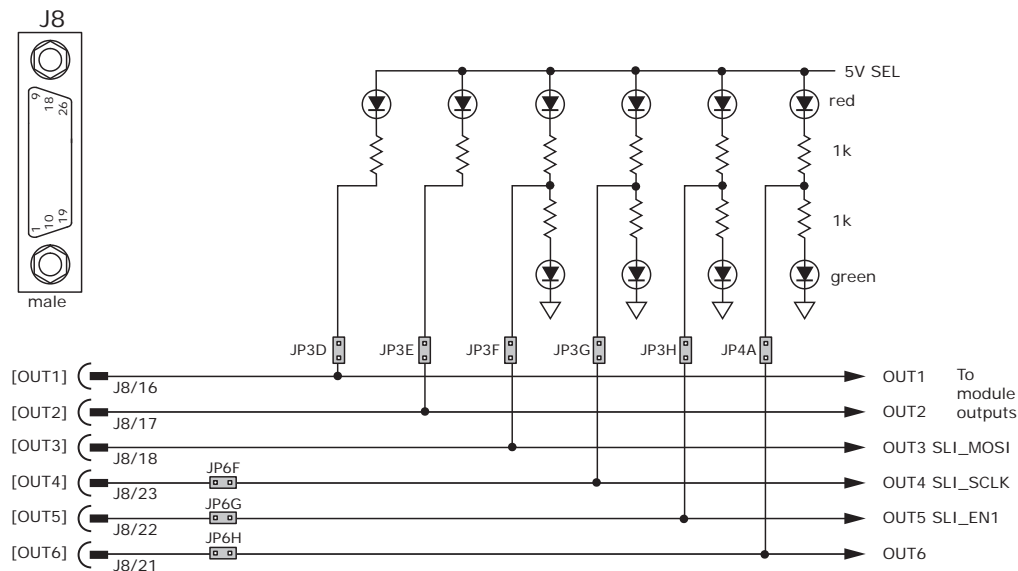 J8
9
18
26
1
10
19
male
5V SEL
red
1k
1k
green
JP3D
JP3E
JP3F
JP3G
JP3H
JP4A
[OUT1]
J8/16
OUT1
To
module
outputs
[OUT2]
J8/17
OUT2
[OUT3]
J8/18
OUT3 SLI_MOSI
[OUT4]
J8/23
JP6F
OUT4 SLI_SCLK
[OUT5]
J8/22
JP6G
OUT5 SLI_EN1
[OUT6]
J8/21
JP6H
OUT6